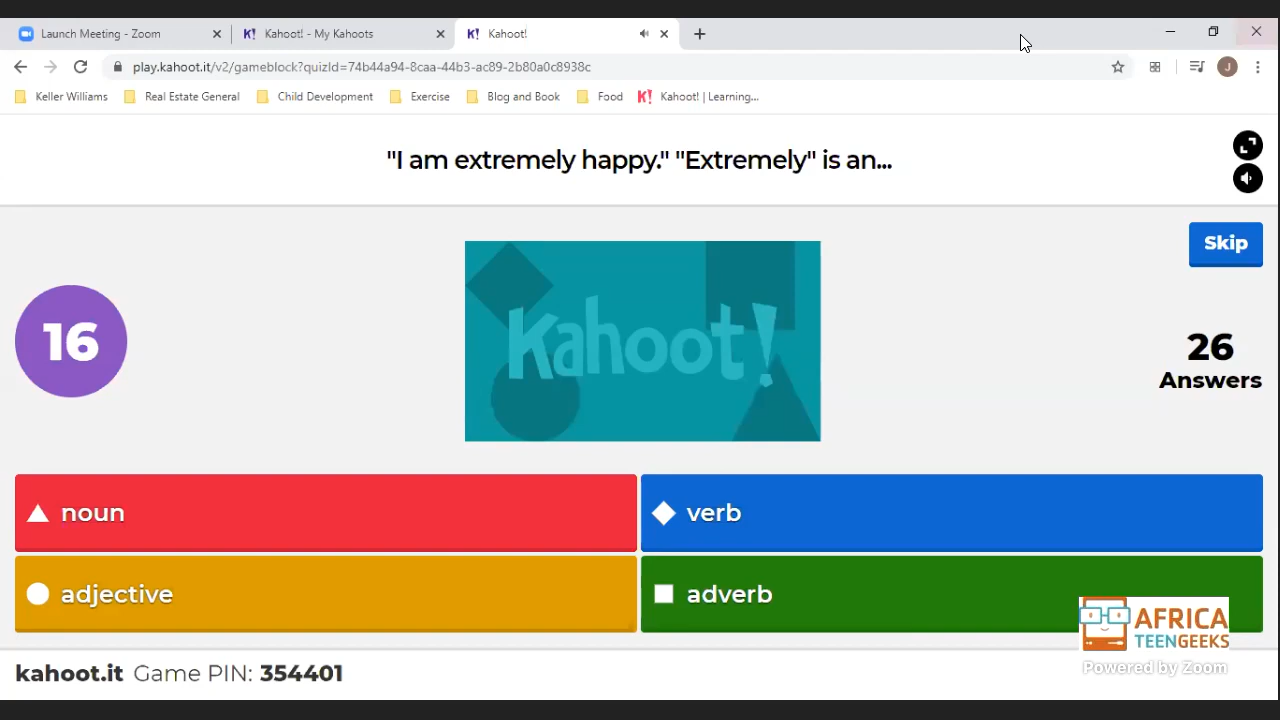 Launch Meeting - Zoom
K! Kahoot! - My Kahoots
K! Kahoot!
play.kahoot.it/v2/gameblock?quizId=74b44a94-8caa-44b3-ac89-2b80a0c8938c
J
Keller Williams
Real Estate General
Child Development
Exercise
Blog and Book
Food
K! Kahoot! | Learning...
"I am extremely happy." "Extremely" is an...
Skip
16
Kahoot!
26
Answers
noun
verb
adjective
adverb
AFRICA
TEENGEEKS
Powered by Zoom
kahoot.it Game PIN: 354401